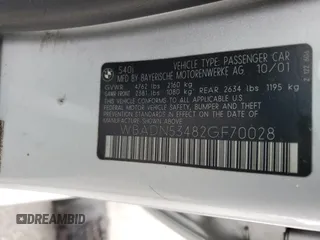 BMW
540i VEHICLE TYPE: PASSENGER CAR
MFD BY BAYERISCHE MOTORENWERKE AG 10/01
GVWR 4762 lbs 2160 kg
GAWR FRONT 2381 lbs 1080 kg REAR 2634 lbs 1195 kg
THIS VEHICLE CONFORMS TO ALL APPLICABLE
FEDERAL MOTOR VEHICLE
SAFETY, BUMPER AND THEFT PREVENTION
STANDARDS IN EFFECT ON THE DATE
OF MANUFACTURE SHOWN ABOVE
WBADN53482GF70028
DREAMBID